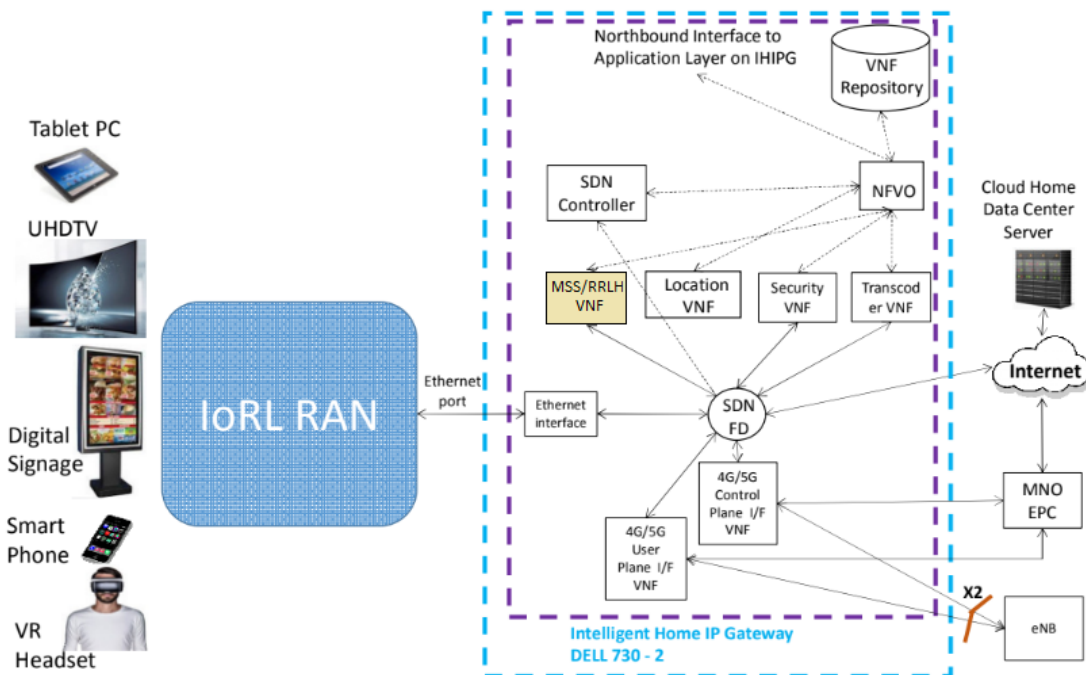 Northbound Interface to
Application Layer on IHIPG
VNF
Repository
Tablet PC
SDN
Controller
NFVO
Cloud Home
Data Center
Server
UHDTV
MSS/RRLH
VNF
Location
VNF
Security
VNF
Transcod
er VNF
Internet
Ethernet
port
IoRL RAN
Ethernet
interface
SDN
FD
Digital
Signage
4G/5G
Control
Plane I/F
VNF
MNO
EPC
Smart
Phone
4G/5G
User
Plane I/F
VNF
X2
eNB
VR
Headset
Intelligent Home IP Gateway
DELL 730 - 2